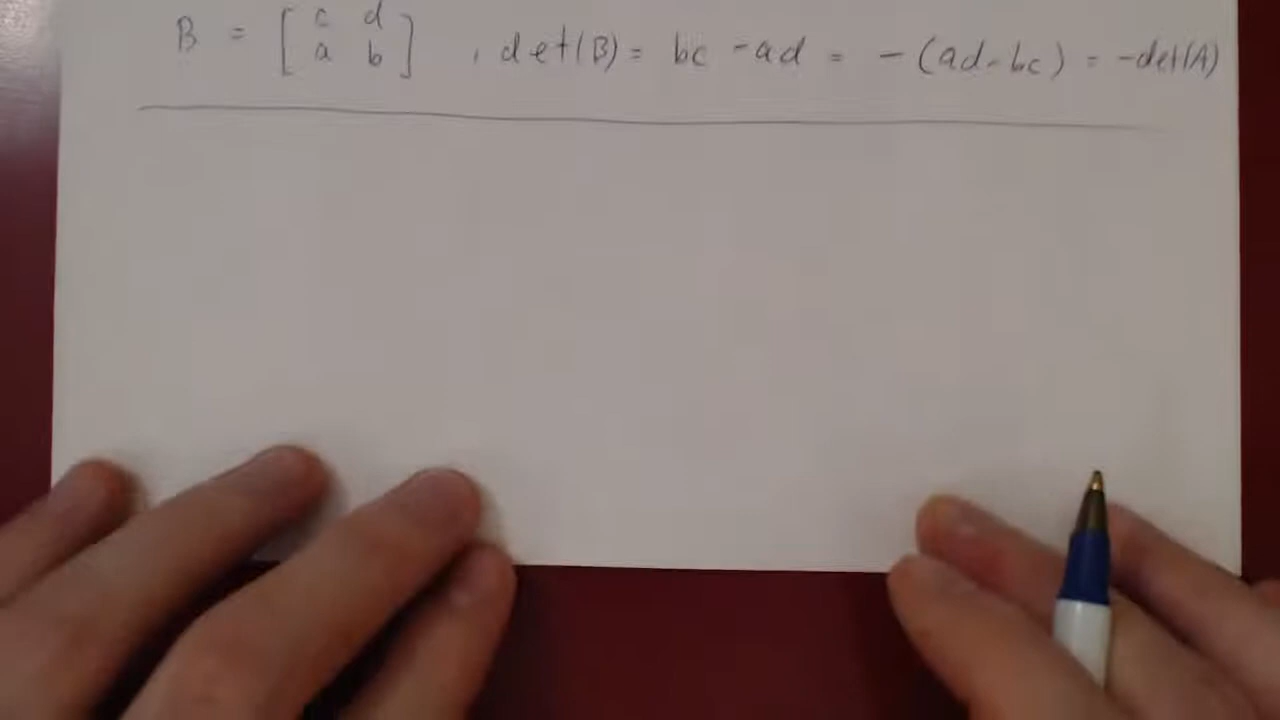 B = [ c d
a b ] , det(B) = bc - ad = - (ad - bc) = -det(A)